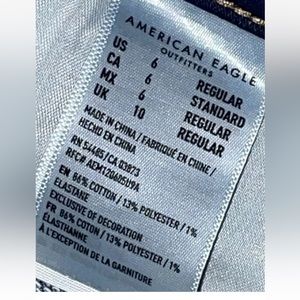 AMERICAN EAGLE
OUTFITTERS
US 6 REGULAR
CA 6 STANDARD
MX 6 REGULAR
UK 10 REGULAR
MADE IN CHINA / FABRIQUÉ EN CHINE /
HECHO EN CHINA
RN 54485/CA 03873
EN: 86% COTTON / 13% POLYESTER / 1%
ELASTANE
EXCLUSIVE OF DECORATION
FR: 86% COTON / 13% POLYESTER / 1%
ÉLASTHANNE
À L'EXCEPTION DE LA GARNITURE